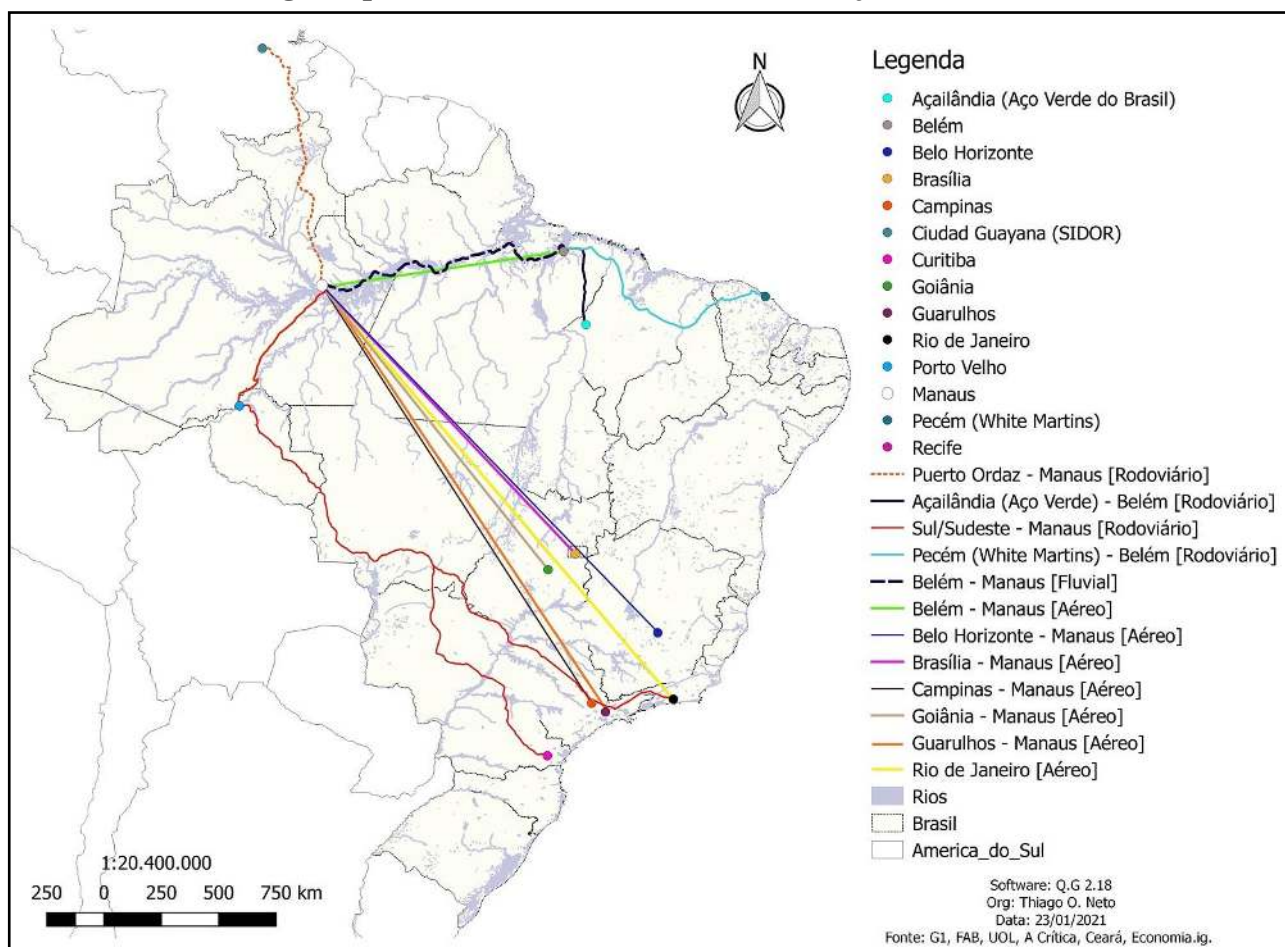 N
Legenda
Açailândia (Aço Verde do Brasil)
Belém
Belo Horizonte
Brasília
Campinas
Ciudad Guayana (SIDOR)
Curitiba
Goiânia
Guarulhos
Rio de Janeiro
Porto Velho
Manaus
Pecém (White Martins)
Recife
Puerto Ordaz - Manaus [Rodoviário]
Açailândia (Aço Verde) - Belém [Rodoviário]
Sul/Sudeste - Manaus [Rodoviário]
Pecém (White Martins) - Belém [Rodoviário]
Belém - Manaus [Fluvial]
Belém - Manaus [Aéreo]
Belo Horizonte - Manaus [Aéreo]
Brasília - Manaus [Aéreo]
Campinas - Manaus [Aéreo]
Goiânia - Manaus [Aéreo]
Guarulhos - Manaus [Aéreo]
Rio de Janeiro [Aéreo]
Rios
Brasil
America_do_Sul
1:20.400.000
250 0 250 500 750 km
Software: Q.G 2.18
Org: Thiago O. Neto
Data: 23/01/2021
Fonte: G1, FAB, UOL, A Crítica, Ceará, Economia.ig.